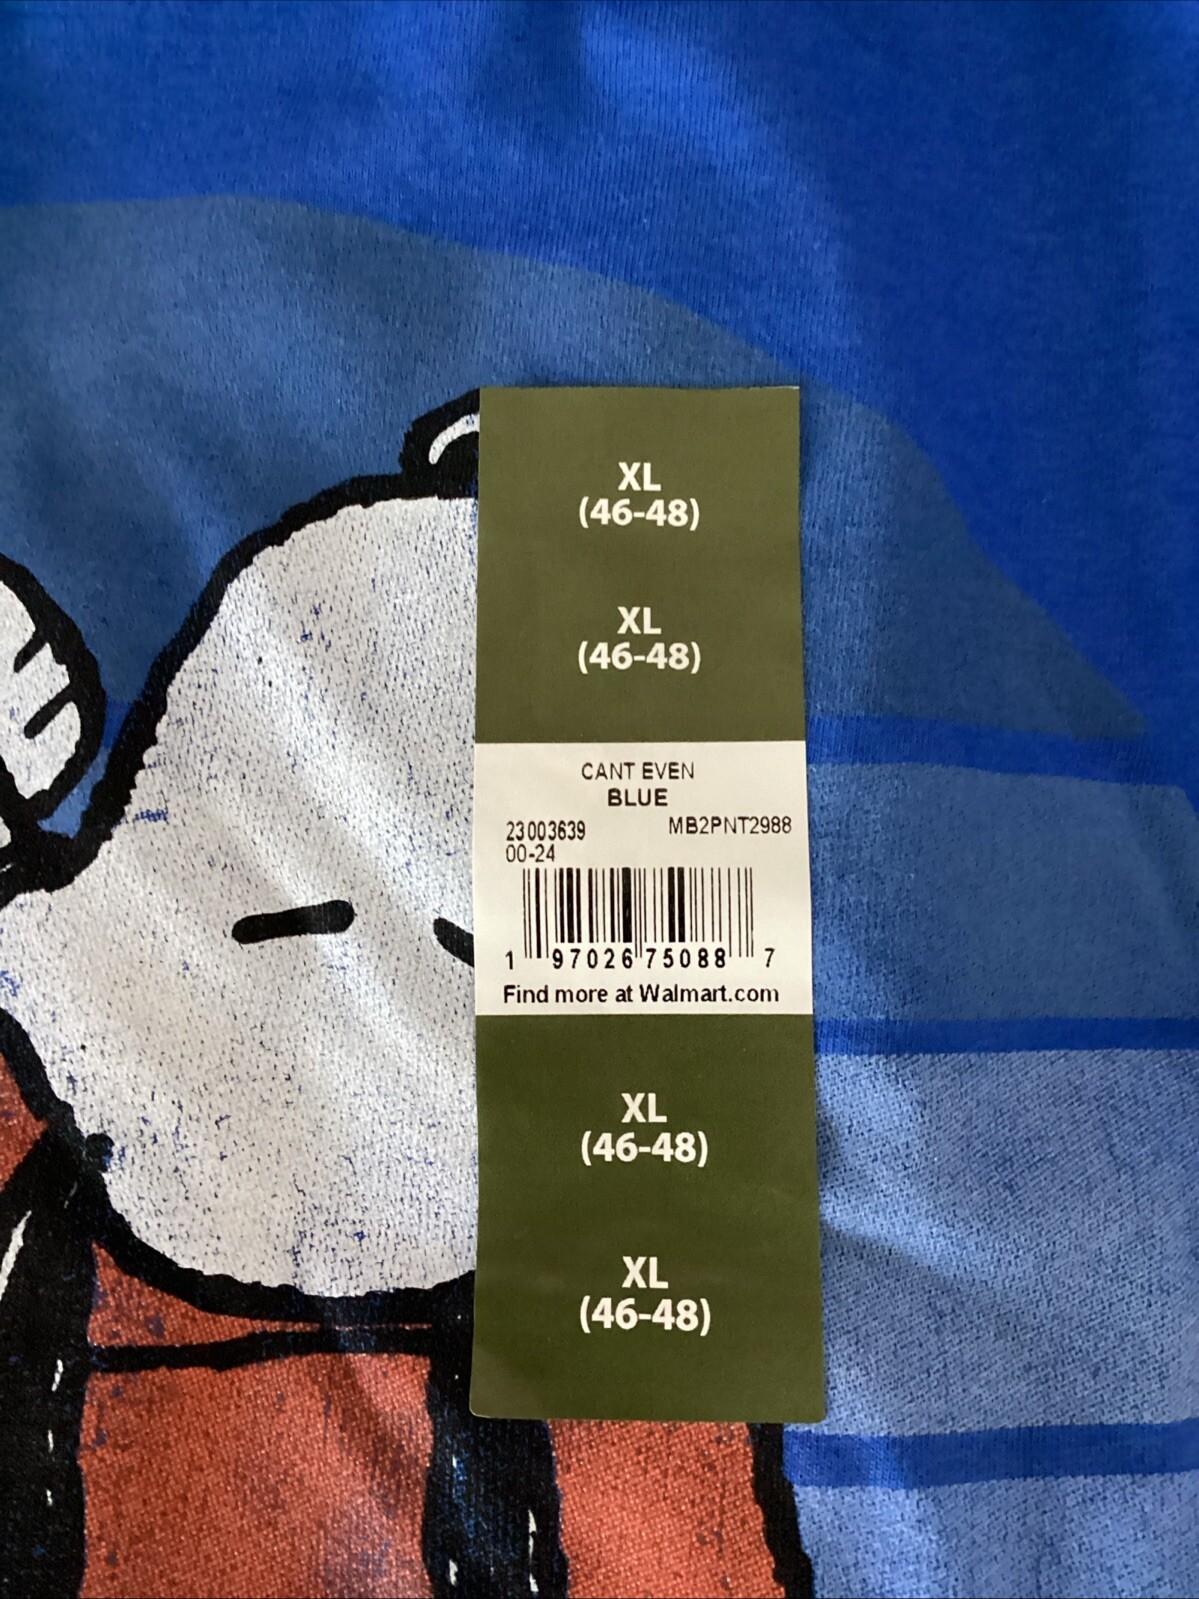 XL
(46-48)
XL
(46-48)
CANT EVEN
BLUE
23003639 MB2PNT2988
00-24
1 97026 75088 7
Find more at Walmart.com
XL
(46-48)
XL
(46-48)